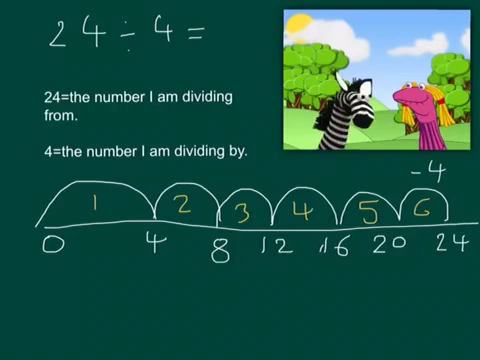 24 ÷ 4 =
24=the number I am dividing
from.
4=the number I am dividing by.
-4
1 2 3 4 5 6
0 4 8 12 16 20 24